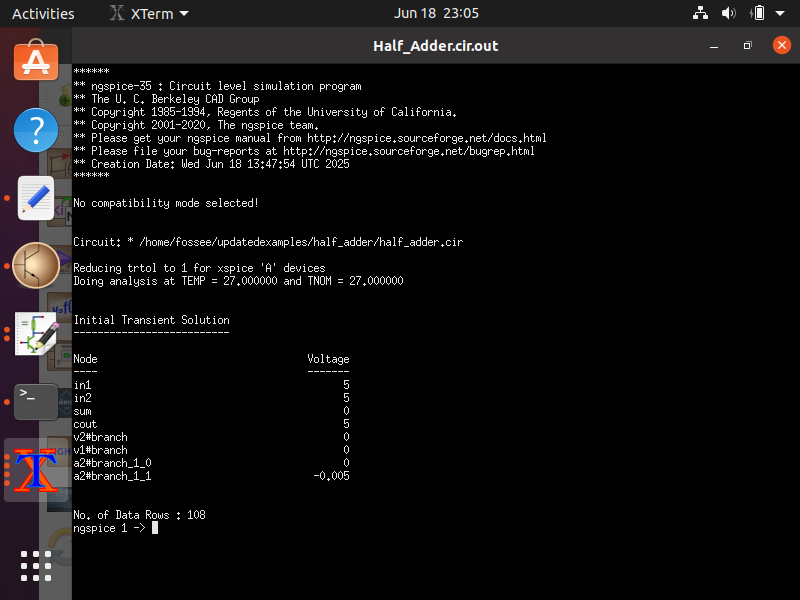 Activities
XTerm
Jun 18 23:05
Half_Adder.cir.out
******
** ngspice-35 : Circuit level simulation program
** The U. C. Berkeley CAD Group
** Copyright 1985-1994, Regents of the University of California.
** Copyright 2001-2020, The ngspice team.
** Please get your ngspice manual from http://ngspice.sourceforge.net/docs.html
** Please file your bug-reports at http://ngspice.sourceforge.net/bugrep.html
** Creation Date: Wed Jun 18 13:47:54 UTC 2025
******
No compatibility mode selected!
Circuit: * /home/fossee/updatedexamples/half_adder/half_adder.cir
Reducing trtol to 1 for xspice 'A' devices
Doing analysis at TEMP = 27.000000 and TNOM = 27.000000
Initial Transient Solution
--------------------------
Node Voltage
---- -------
in1 5
in2 5
sum 0
cout 5
v2#branch 0
v1#branch 0
a2#branch_1_0 0
a2#branch_1_1 -0.005
No. of Data Rows : 108
ngspice 1 ->